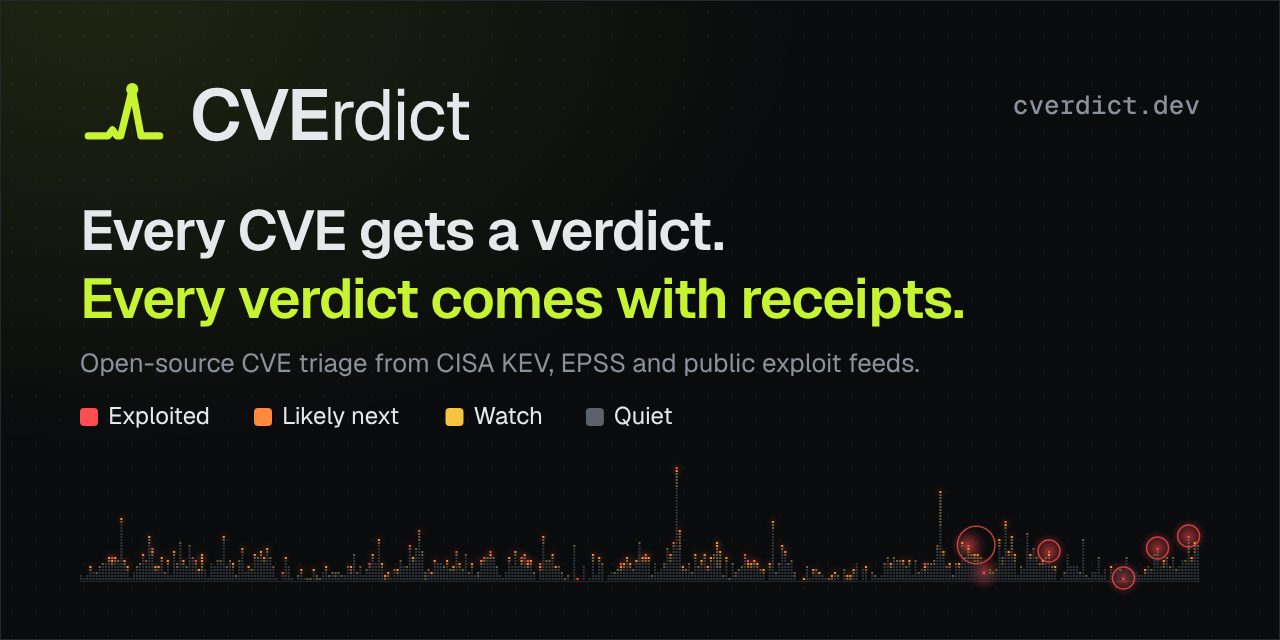 CVErdict
cverdict.dev
Every CVE gets a verdict.
Every verdict comes with receipts.
Open-source CVE triage from CISA KEV, EPSS and public exploit feeds.
Exploited Likely next Watch Quiet